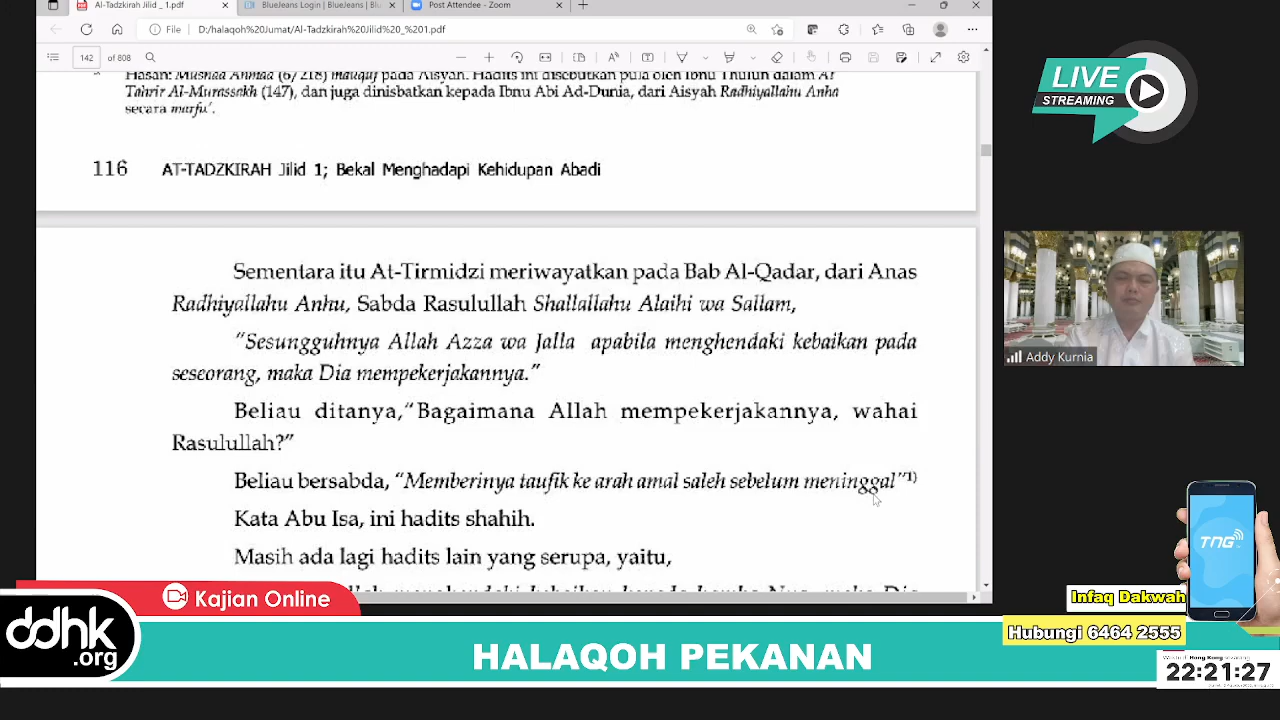 Al-Tadzkirah Jilid _ 1.pdf
BlueJeans Login | BlueJeans | Bu
Post Attendee - Zoom
File
D:/halaqoh%20Jumat/Al-Tadzkirah%20Jilid%20_%201.pdf
142 of 808
Hasan: Musnad Ahmad (6/218) mauquf pada Aisyah. Hadits ini disebutkan pula oleh Ibnu Thulun dalam At
Tahrir Al-Murassakh (147), dan juga dinisbatkan kepada Ibnu Abi Ad-Dunia, dari Aisyah Radhiyallahu Anha
secara marfu'.
116 AT-TADZKIRAH Jilid 1; Bekal Menghadapi Kehidupan Abadi
Sementara itu At-Tirmidzi meriwayatkan pada Bab Al-Qadar, dari Anas
Radhiyallahu Anhu, Sabda Rasulullah Shallallahu Alaihi wa Sallam,
"Sesungguhnya Allah Azza wa Jalla apabila menghendaki kebaikan pada
seseorang, maka Dia mempekerjakannya."
Beliau ditanya,"Bagaimana Allah mempekerjakannya, wahai
Rasulullah?"
Beliau bersabda, "Memberinya taufik ke arah amal saleh sebelum meninggal"1)
Kata Abu Isa, ini hadits shahih.
Masih ada lagi hadits lain yang serupa, yaitu,
LIVE
STREAMING
Addy Kurnia
TNG
Kajian Online
ddhk
.org
HALAQOH PEKANAN
Infaq Dakwah
Hubungi 6464 2555
22:21:27